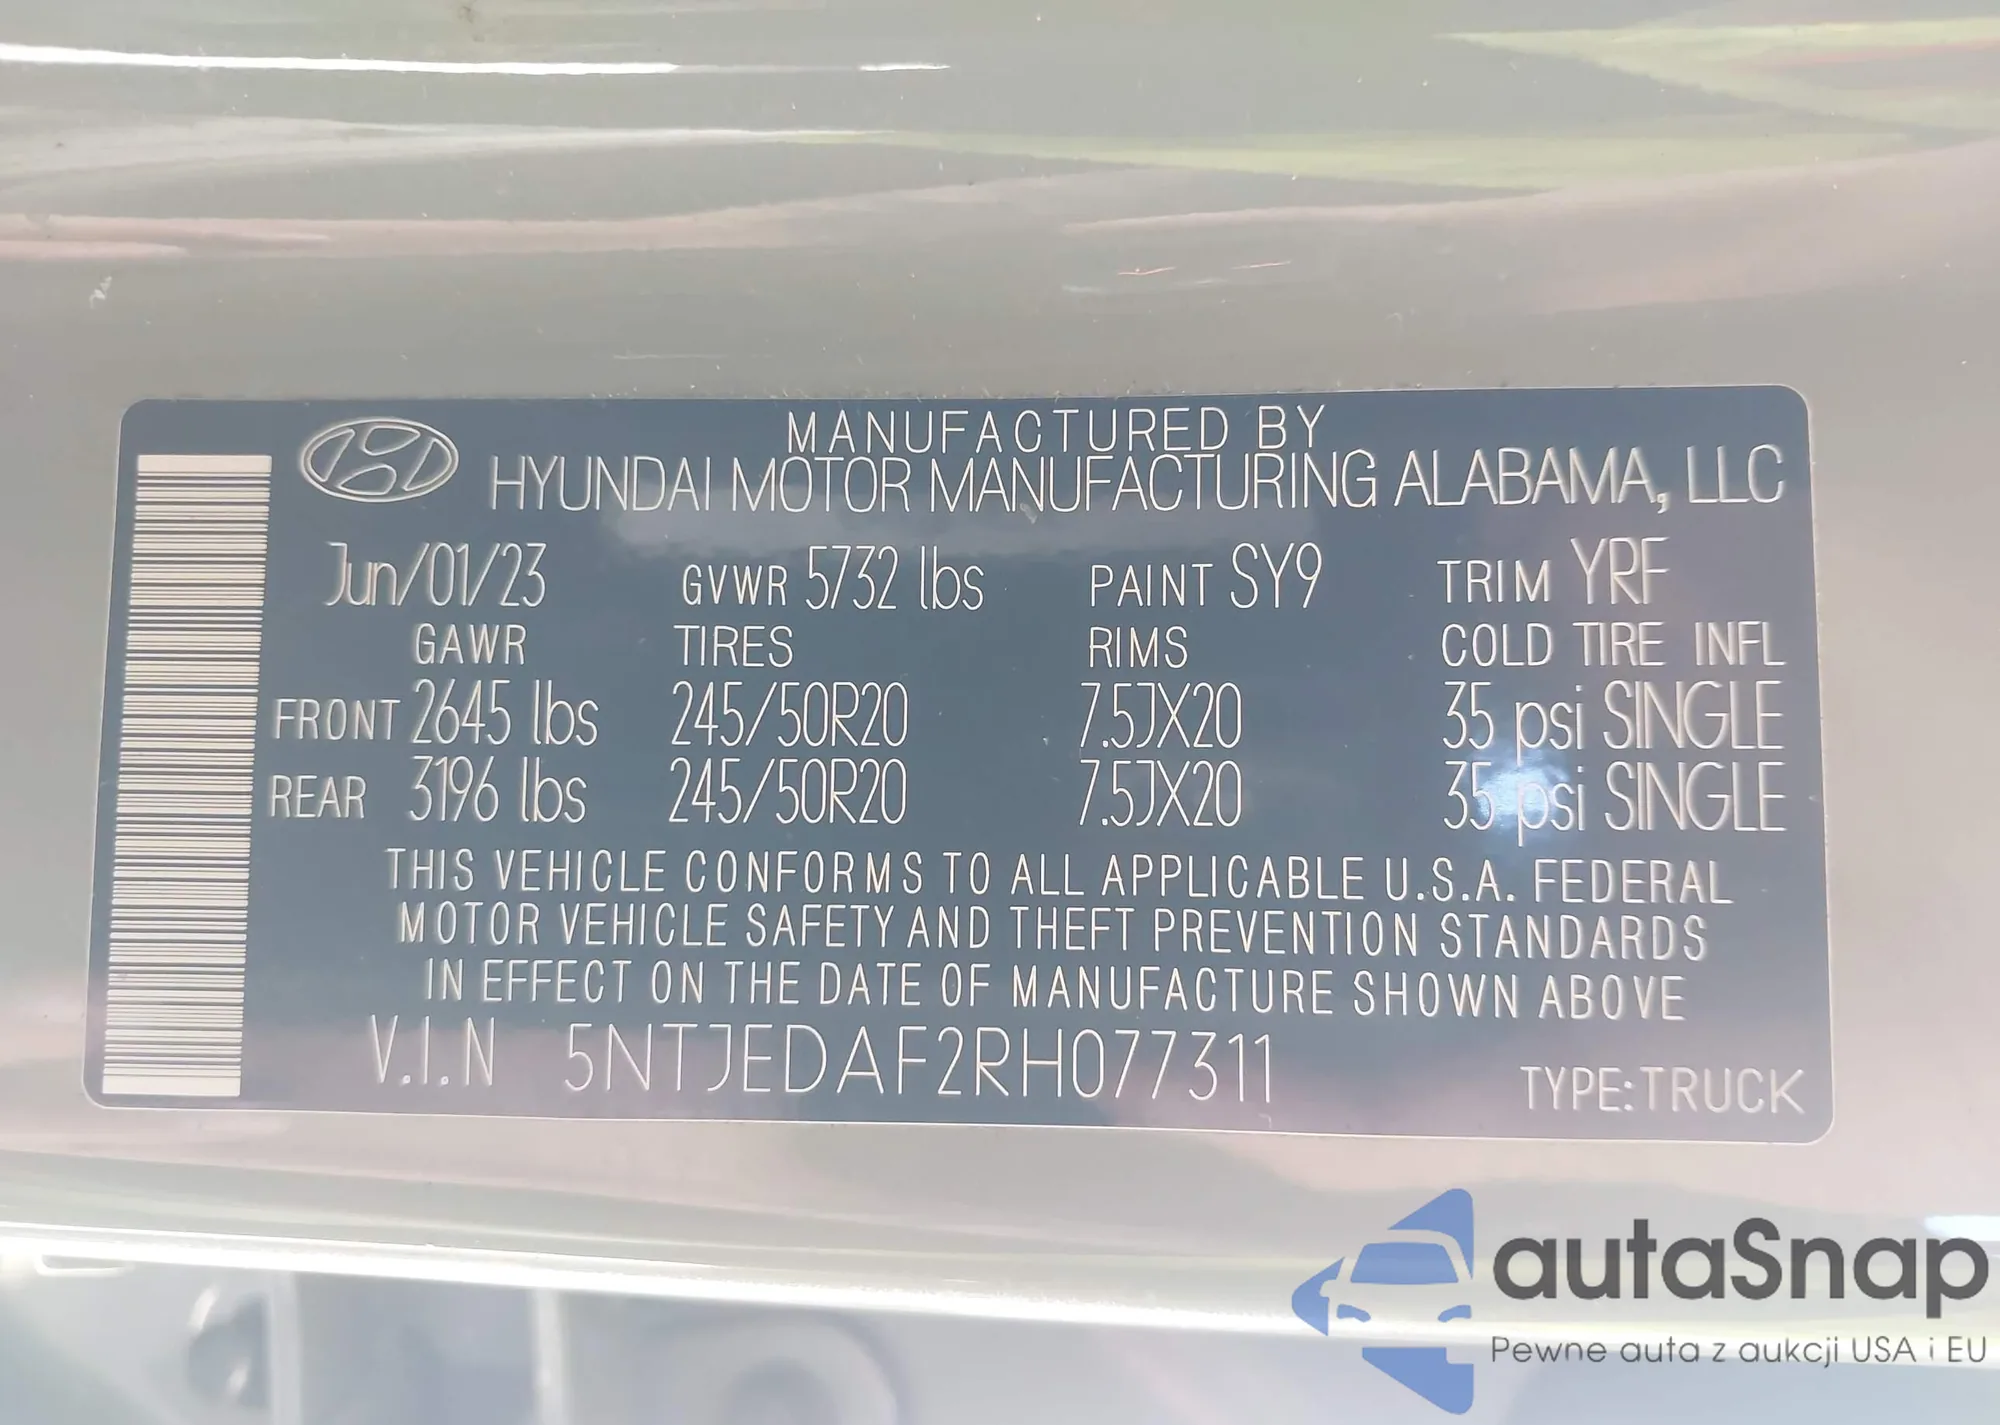 MANUFACTURED BY
HYUNDAI MOTOR MANUFACTURING ALABAMA, LLC
Jun/01/23 GVWR 5732 lbs PAINT SY9 TRIM YRF
GAWR TIRES RIMS COLD TIRE INFL
FRONT 2645 lbs 245/50R20 7.5JX20 35 psi SINGLE
REAR 3196 lbs 245/50R20 7.5JX20 35 psi SINGLE
THIS VEHICLE CONFORMS TO ALL APPLICABLE U.S.A. FEDERAL
MOTOR VEHICLE SAFETY AND THEFT PREVENTION STANDARDS
IN EFFECT ON THE DATE OF MANUFACTURE SHOWN ABOVE
V.I.N 5NTJEDAF2RH077311
TYPE:TRUCK
autaSnap
Pewne auta z aukcji USA i EU